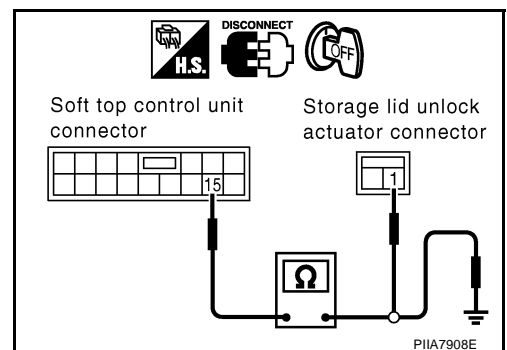 DISCONNECT
H.S.
OFF
Soft top control unit
connector
Storage lid unlock
actuator connector
15
1
Ω
PIIA7908E